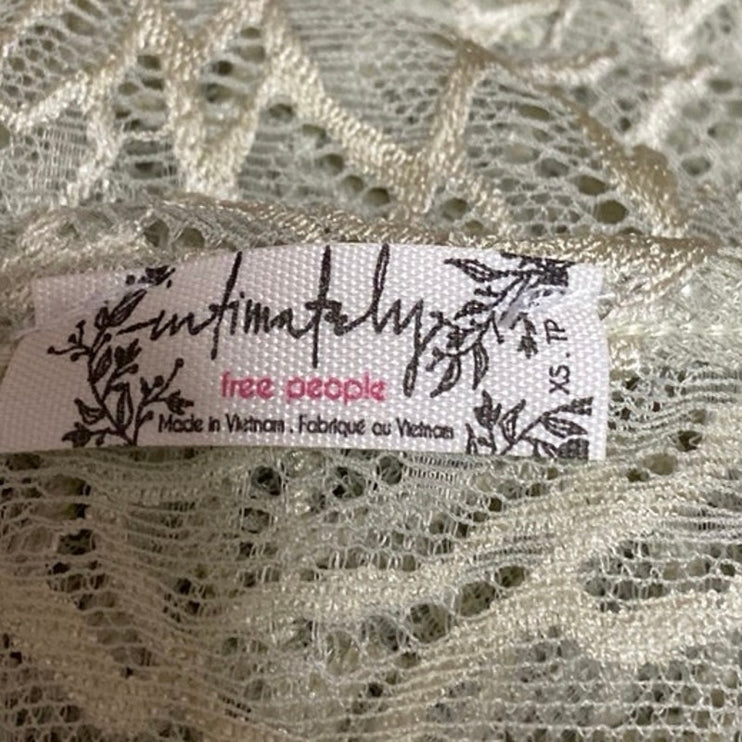 intimately
free people
Made in Vietnam . Fabriqué au Vietnam
XS . TP